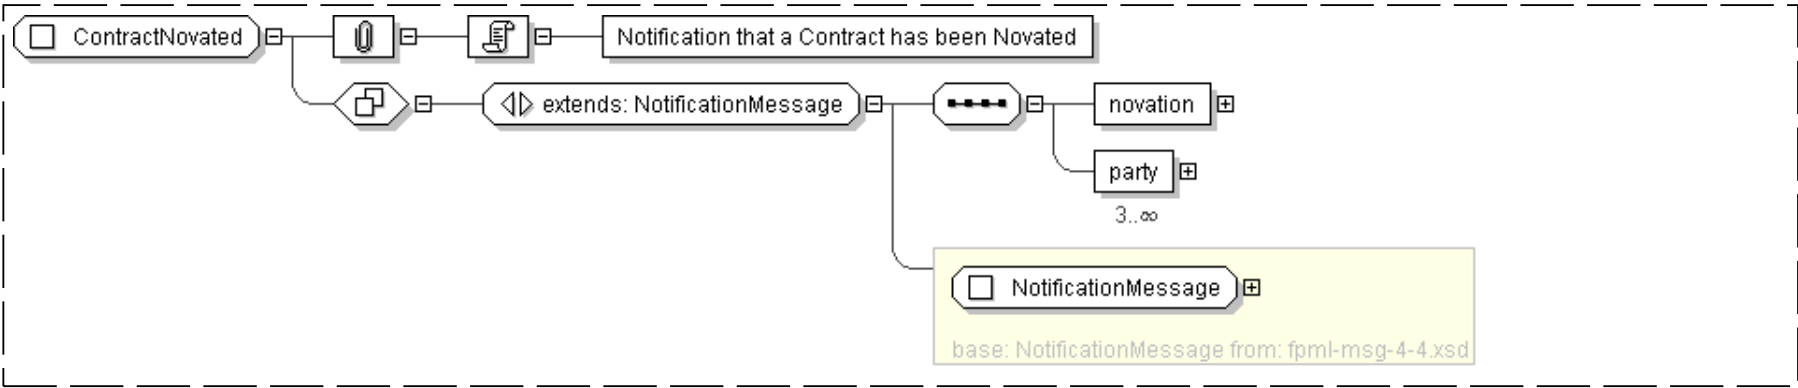 ContractNovated
Notification that a Contract has been Novated
extends: NotificationMessage
novation
party
3..∞
NotificationMessage
base: NotificationMessage from: fpml-msg-4-4.xsd